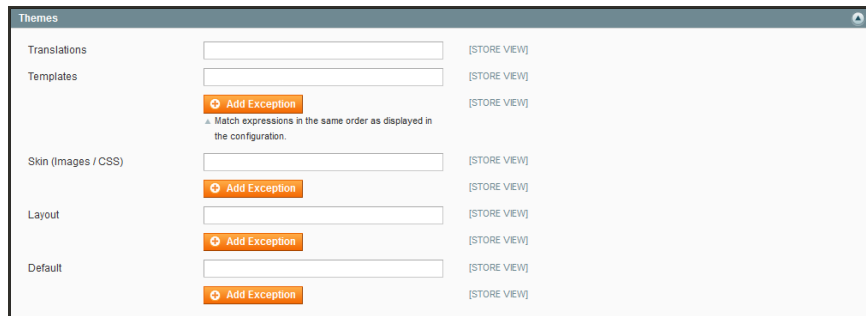 Themes
Translations [STORE VIEW]
Templates [STORE VIEW]
Add Exception [STORE VIEW]
Match expressions in the same order as displayed in
the configuration.
Skin (Images / CSS) [STORE VIEW]
Add Exception [STORE VIEW]
Layout [STORE VIEW]
Add Exception [STORE VIEW]
Default [STORE VIEW]
Add Exception [STORE VIEW]